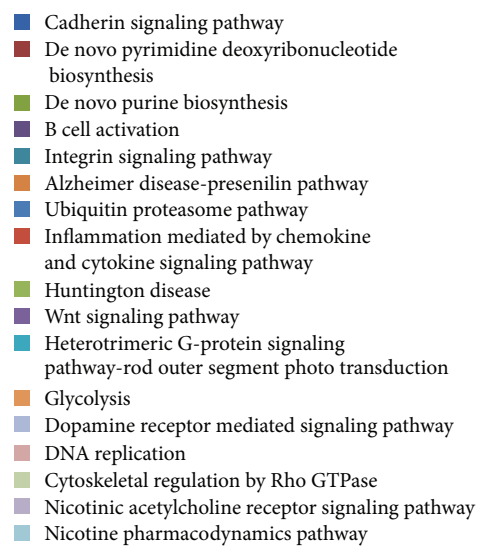 Cadherin signaling pathway
De novo pyrimidine deoxyribonucleotide
biosynthesis
De novo purine biosynthesis
B cell activation
Integrin signaling pathway
Alzheimer disease-presenilin pathway
Ubiquitin proteasome pathway
Inflammation mediated by chemokine
and cytokine signaling pathway
Huntington disease
Wnt signaling pathway
Heterotrimeric G-protein signaling
pathway-rod outer segment photo transduction
Glycolysis
Dopamine receptor mediated signaling pathway
DNA replication
Cytoskeletal regulation by Rho GTPase
Nicotinic acetylcholine receptor signaling pathway
Nicotine pharmacodynamics pathway